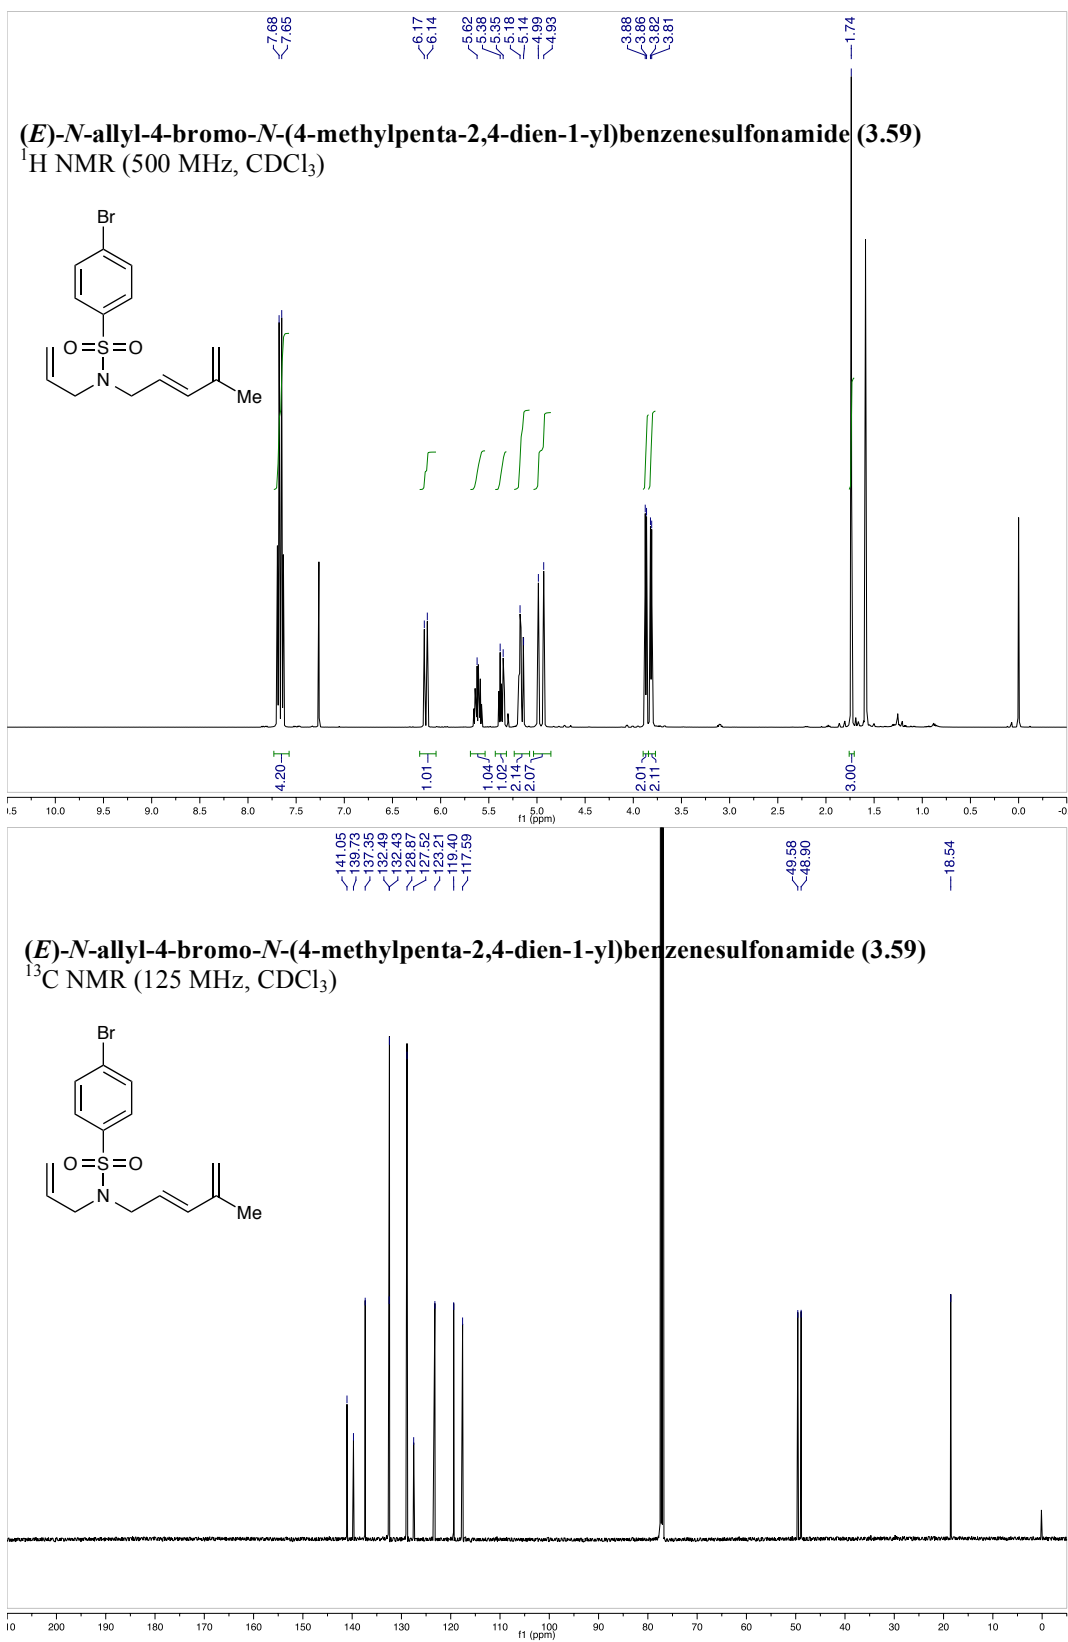 7.68
7.65
6.17
6.14
5.62
5.38
5.35
5.18
5.14
4.99
4.93
3.88
3.86
3.82
3.81
1.74
(E)-N-allyl-4-bromo-N-(4-methylpenta-2,4-dien-1-yl)benzenesulfonamide (3.59)
¹H NMR (500 MHz, CDCl₃)
Br
O=S=O
N
Me
4.20
1.01
1.04
1.02
2.14
2.07
2.01
2.11
3.00
.5 10.0 9.5 9.0 8.5 8.0 7.5 7.0 6.5 6.0 5.5 5.0 4.5 4.0 3.5 3.0 2.5 2.0 1.5 1.0 0.5 0.0 -0
f1 (ppm)
141.05
139.73
137.35
132.49
132.43
128.87
127.52
123.21
119.40
117.59
49.58
48.90
18.54
(E)-N-allyl-4-bromo-N-(4-methylpenta-2,4-dien-1-yl)benzenesulfonamide (3.59)
¹³C NMR (125 MHz, CDCl₃)
Br
O=S=O
N
Me
10 200 190 180 170 160 150 140 130 120 110 100 90 80 70 60 50 40 30 20 10 0
f1 (ppm)